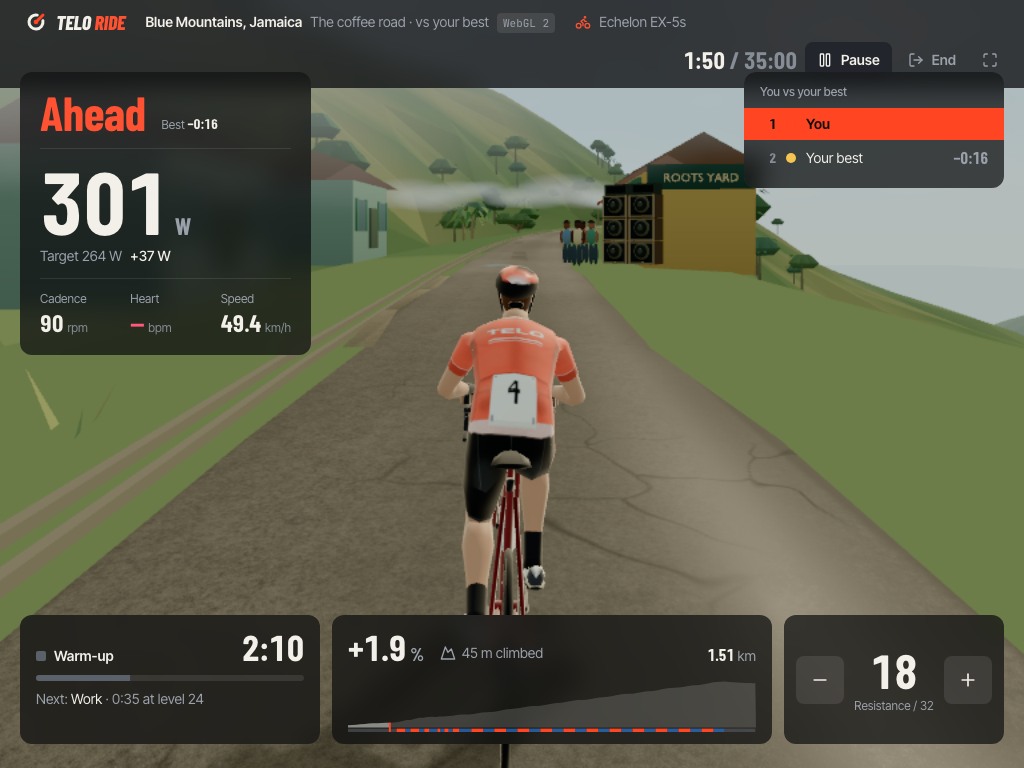 TELO RIDE
Blue Mountains, Jamaica The coffee road · vs your best WebGL 2 Echelon EX-5s
1:50 / 35:00 Pause End
Ahead Best −0:16
301 W
Target 264 W +37 W
Cadence Heart Speed
90 rpm – bpm 49.4 km/h
You vs your best
1 You
2 Your best −0:16
ROOTS YARD
TELO
4
Warm-up 2:10
Next: Work · 0:35 at level 24
+1.9 % 45 m climbed 1.51 km
− 18 +
Resistance / 32